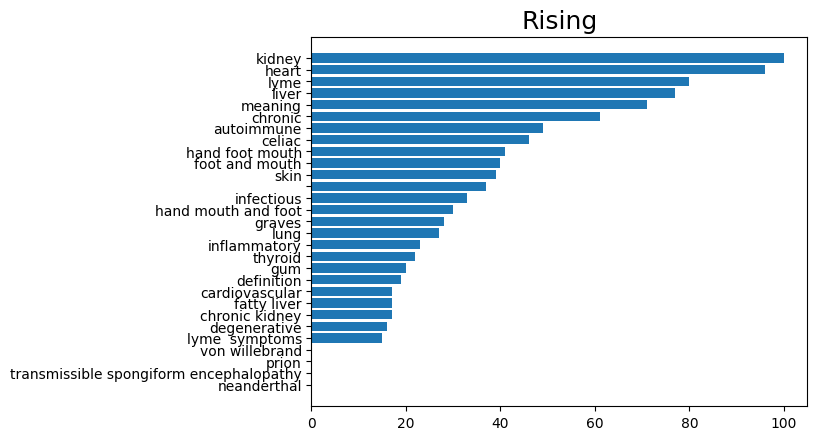 Rising
kidney
heart
lyme
liver
meaning
chronic
autoimmune
celiac
hand foot mouth
foot and mouth
skin
infectious
hand mouth and foot
graves
lung
inflammatory
thyroid
gum
definition
cardiovascular
fatty liver
chronic kidney
degenerative
lyme  symptoms
von willebrand
prion
transmissible spongiform encephalopathy
neanderthal
0 20 40 60 80 100